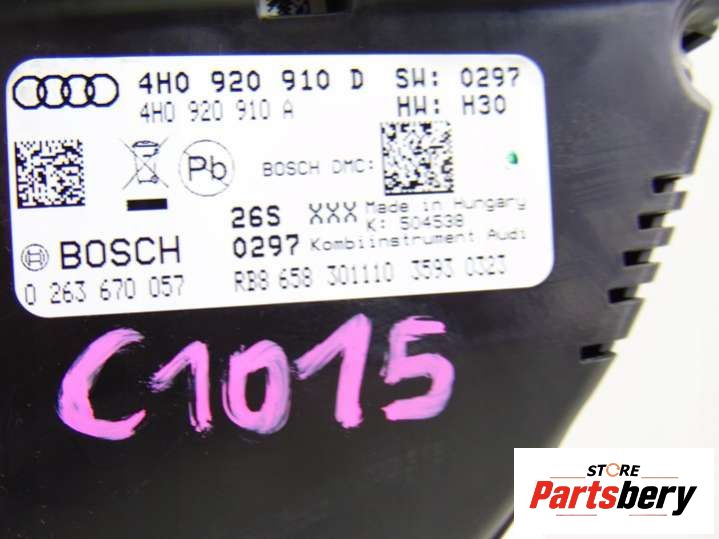 4H0 920 910 D SW: 0297
4H0 920 910 A HW: H30
Pb
BOSCH DMC:
26S XXX Made in Hungary
K: 504538
BOSCH 0297 Kombiinstrument Audi
0 263 670 057 RB8 658 301110 3593 0323
C1015
STORE
Partsbery